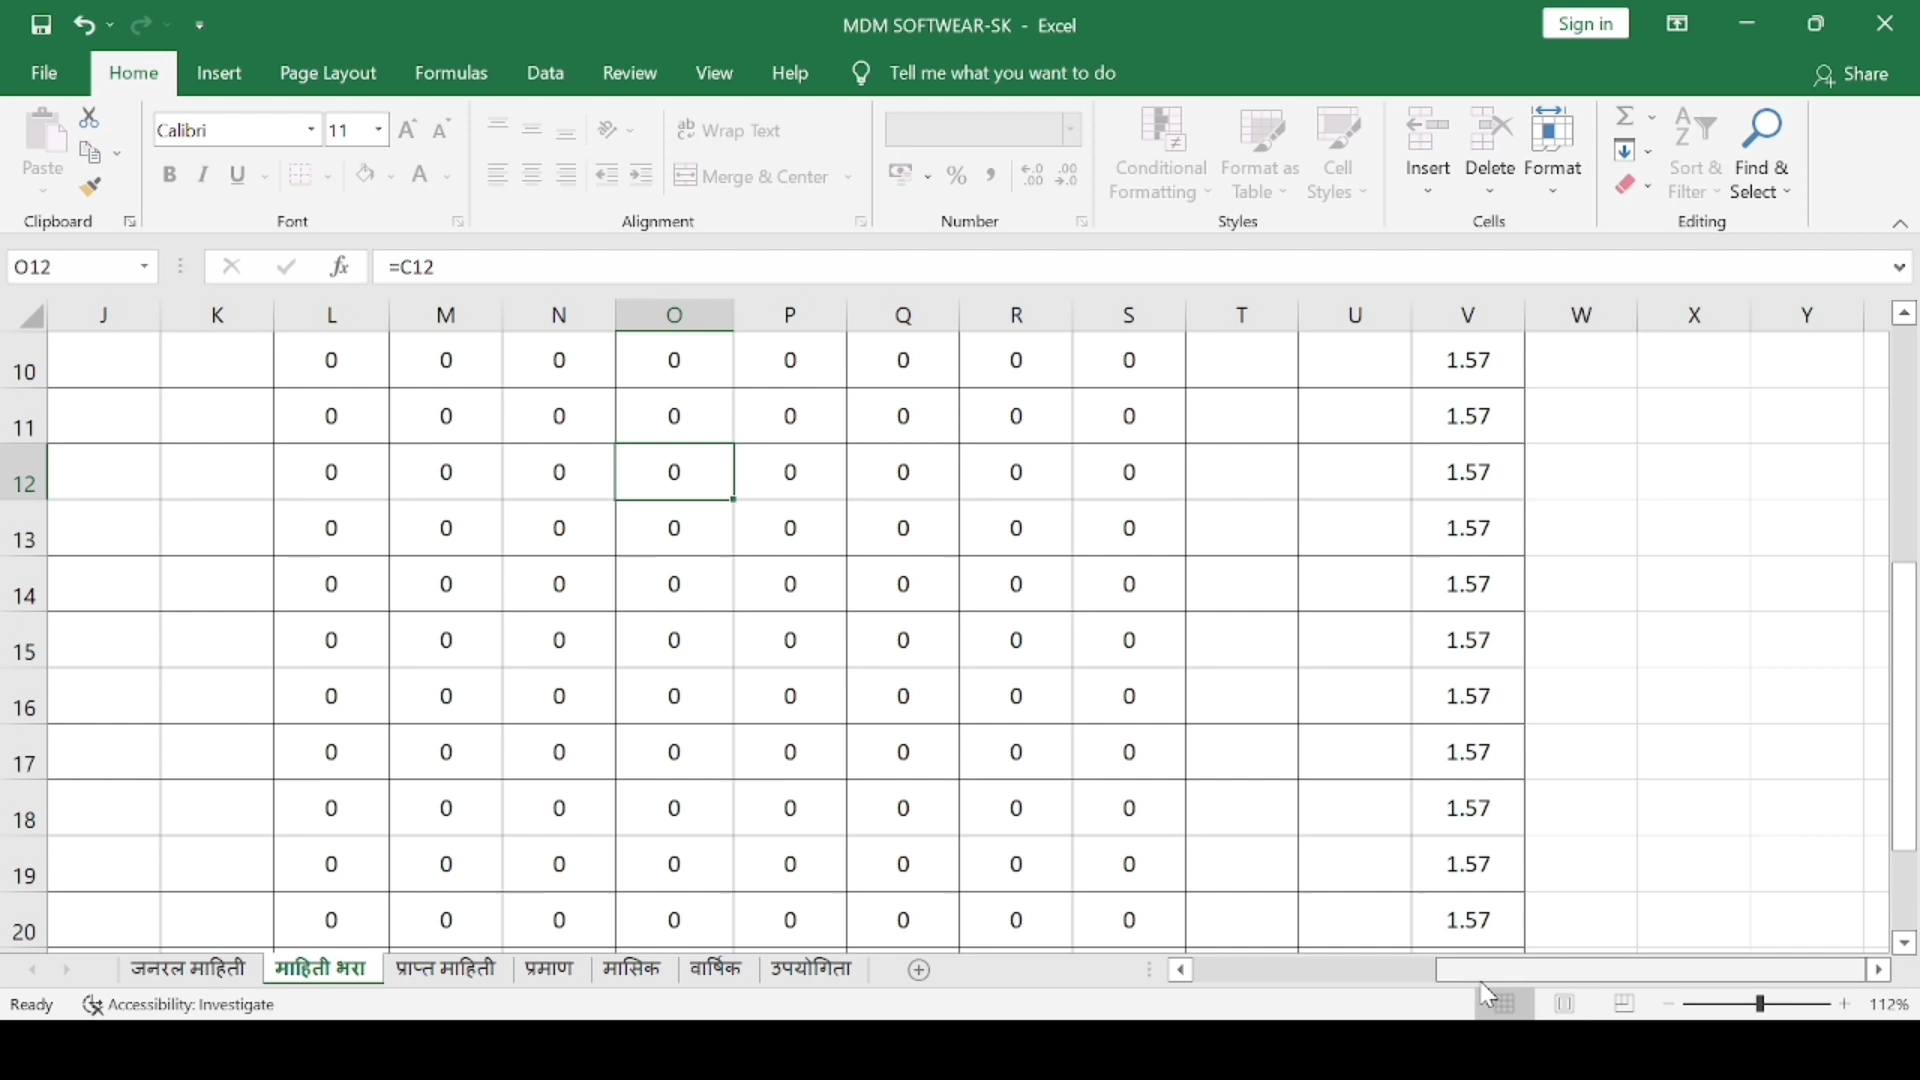 MDM SOFTWEAR-SK - Excel
Sign in
File Home Insert Page Layout Formulas Data Review View Help Tell me what you want to do Share
Paste
Clipboard
Calibri 11
B I U A
Font
ab Wrap Text
Merge & Center
Alignment
% ,
Number
Conditional Formatting
Format as Table
Cell Styles
Styles
Insert Delete Format
Cells
Sort & Filter
Find & Select
Editing
O12 fx =C12
J K L M N O P Q R S T U V W X Y
10 0 0 0 0 0 0 0 0 1.57
11 0 0 0 0 0 0 0 0 1.57
12 0 0 0 0 0 0 0 0 1.57
13 0 0 0 0 0 0 0 0 1.57
14 0 0 0 0 0 0 0 0 1.57
15 0 0 0 0 0 0 0 0 1.57
16 0 0 0 0 0 0 0 0 1.57
17 0 0 0 0 0 0 0 0 1.57
18 0 0 0 0 0 0 0 0 1.57
19 0 0 0 0 0 0 0 0 1.57
20 0 0 0 0 0 0 0 0 1.57
जनरल माहिती माहिती भरा प्राप्त माहिती प्रमाण मासिक वार्षिक उपयोगिता
Ready Accessibility: Investigate 112%